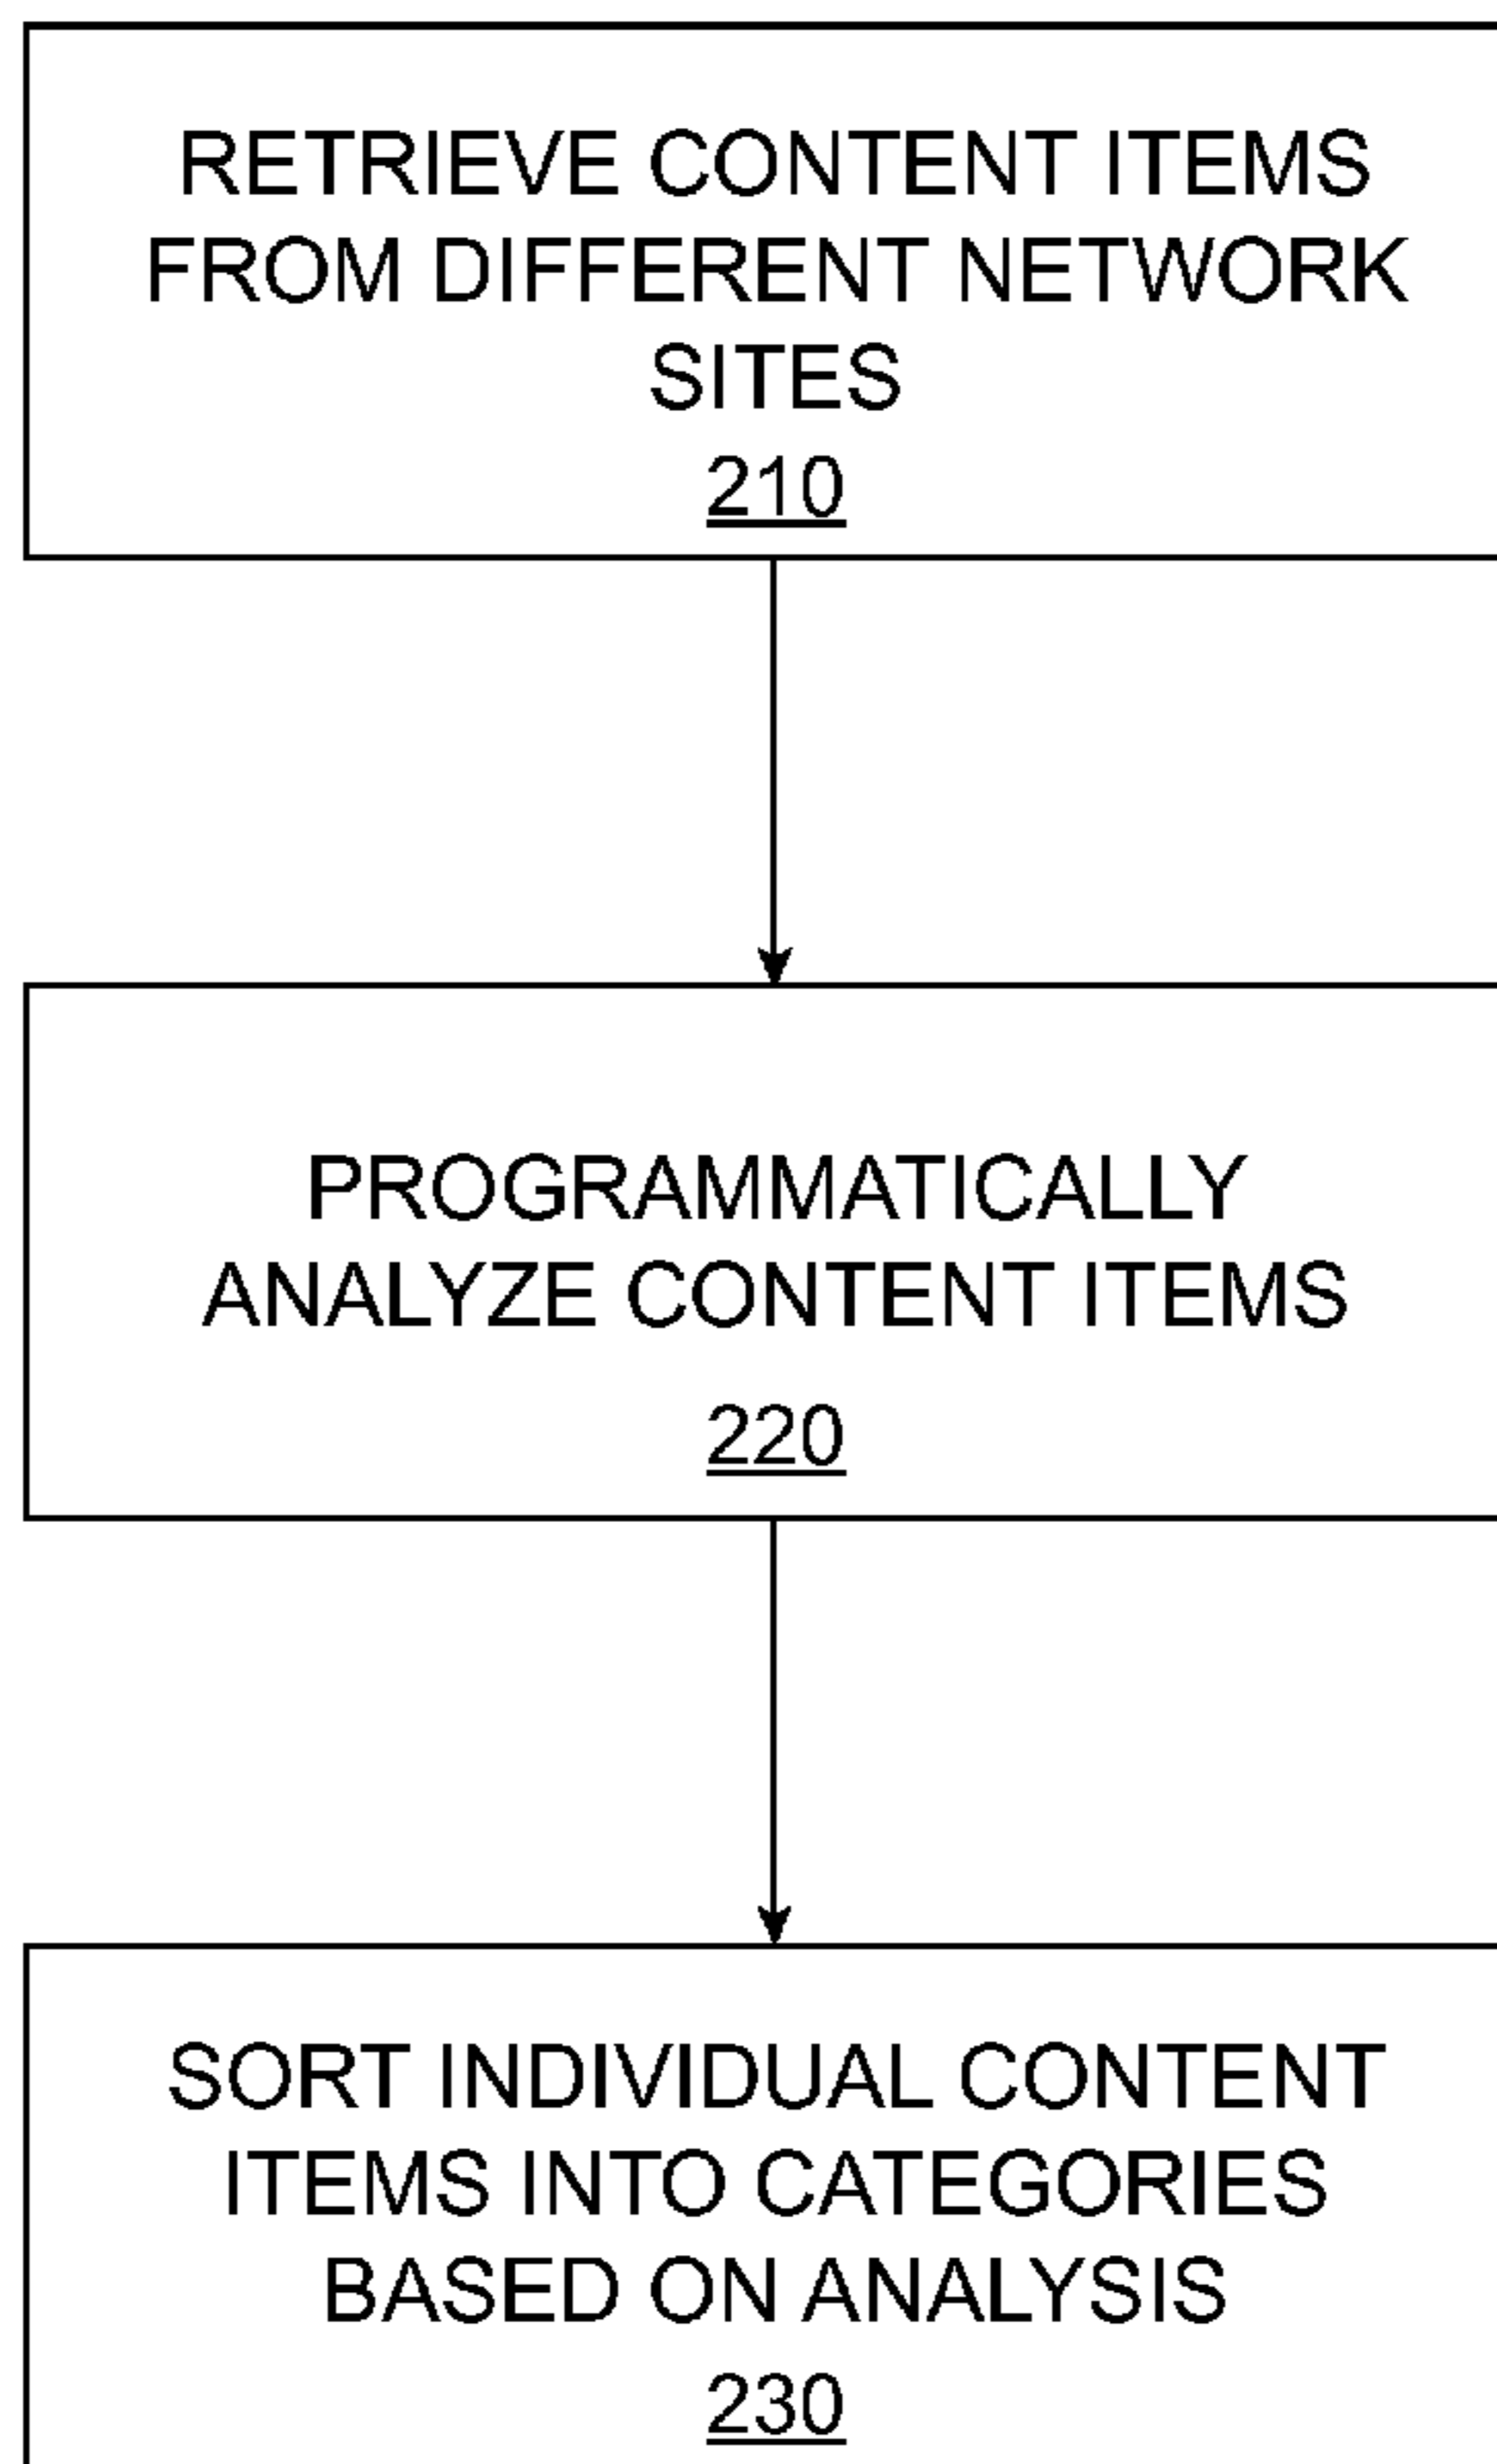 RETRIEVE CONTENT ITEMS
FROM DIFFERENT NETWORK
SITES
210
PROGRAMMATICALLY
ANALYZE CONTENT ITEMS
220
SORT INDIVIDUAL CONTENT
ITEMS INTO CATEGORIES
BASED ON ANALYSIS
230